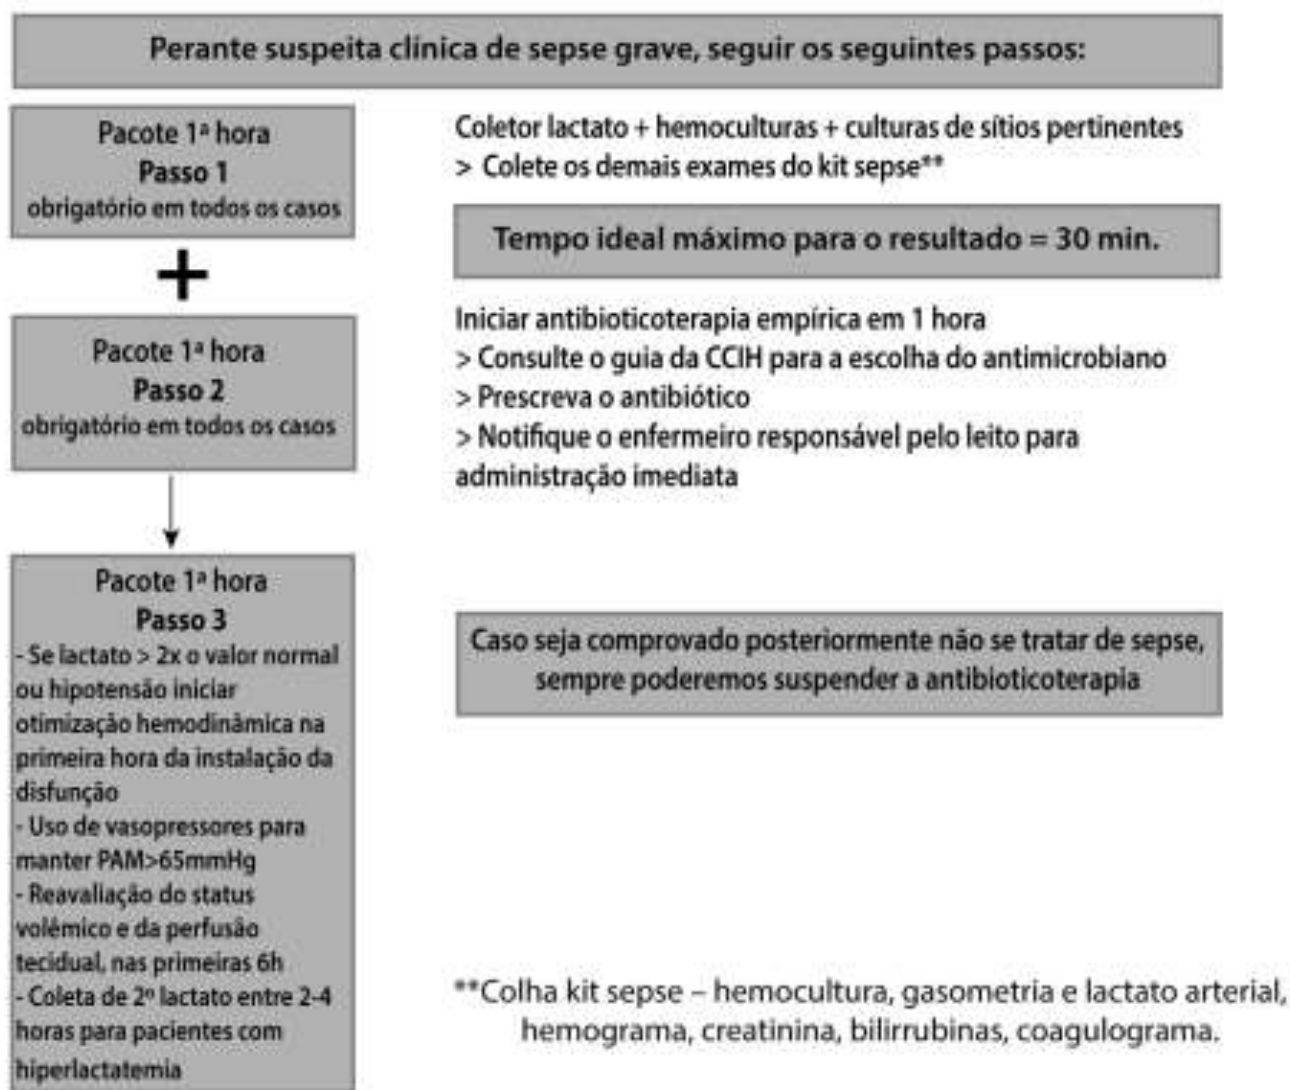 Perante suspeita clínica de sepse grave, seguir os seguintes passos:
Pacote 1ª hora
Passo 1
obrigatório em todos os casos
Coletor lactato + hemoculturas + culturas de sítios pertinentes
> Colete os demais exames do kit sepse**
Tempo ideal máximo para o resultado = 30 min.
+
Pacote 1ª hora
Passo 2
obrigatório em todos os casos
Iniciar antibioticoterapia empírica em 1 hora
> Consulte o guia da CCIH para a escolha do antimicrobiano
> Prescreva o antibiótico
> Notifique o enfermeiro responsável pelo leito para
administração imediata
Pacote 1ª hora
Passo 3
- Se lactato > 2x o valor normal
ou hipotensão iniciar
otimização hemodinâmica na
primeira hora da instalação da
disfunção
- Uso de vasopressores para
manter PAM>65mmHg
- Reavaliação do status
volêmico e da perfusão
tecidual, nas primeiras 6h
- Coleta de 2º lactato entre 2-4
horas para pacientes com
hiperlactatemia
Caso seja comprovado posteriormente não se tratar de sepse,
sempre poderemos suspender a antibioticoterapia
**Colha kit sepse – hemocultura, gasometria e lactato arterial,
hemograma, creatinina, bilirrubinas, coagulograma.